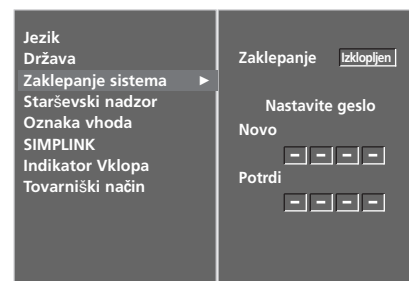 Jezik
Država
Zaklepanje sistema ►
Starševski nadzor
Oznaka vhoda
SIMPLINK
Indikator Vklopa
Tovarniški način
Zaklepanje Izklopljen
Nastavite geslo
Novo
– – – –
Potrdi
– – – –